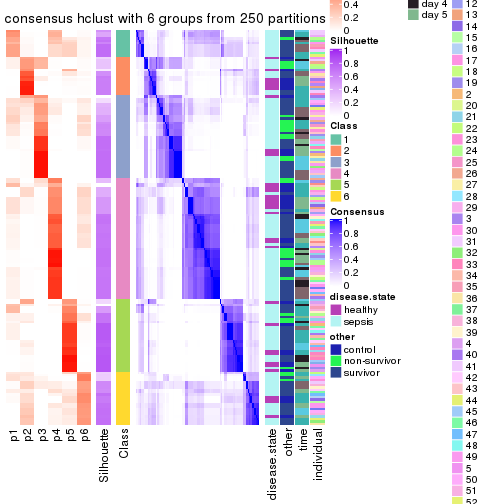 consensus hclust with 6 groups from 250 partitions
0.4
0.2
0
Silhouette
1
0.8
0.6
0.4
0.2
0
Class
1
2
3
4
5
6
Consensus
1
0.8
0.6
0.4
0.2
0
disease.state
healthy
sepsis
other
control
non-survivor
survivor
p1
p2
p3
p4
p5
p6
Silhouette
Class
disease.state
other
time
individual
day 4
day 5
12
13
14
15
16
17
18
19
2
20
21
22
23
24
25
26
27
28
29
3
30
31
32
33
34
35
36
37
38
39
4
40
41
42
43
44
45
46
47
48
49
5
50
51
52